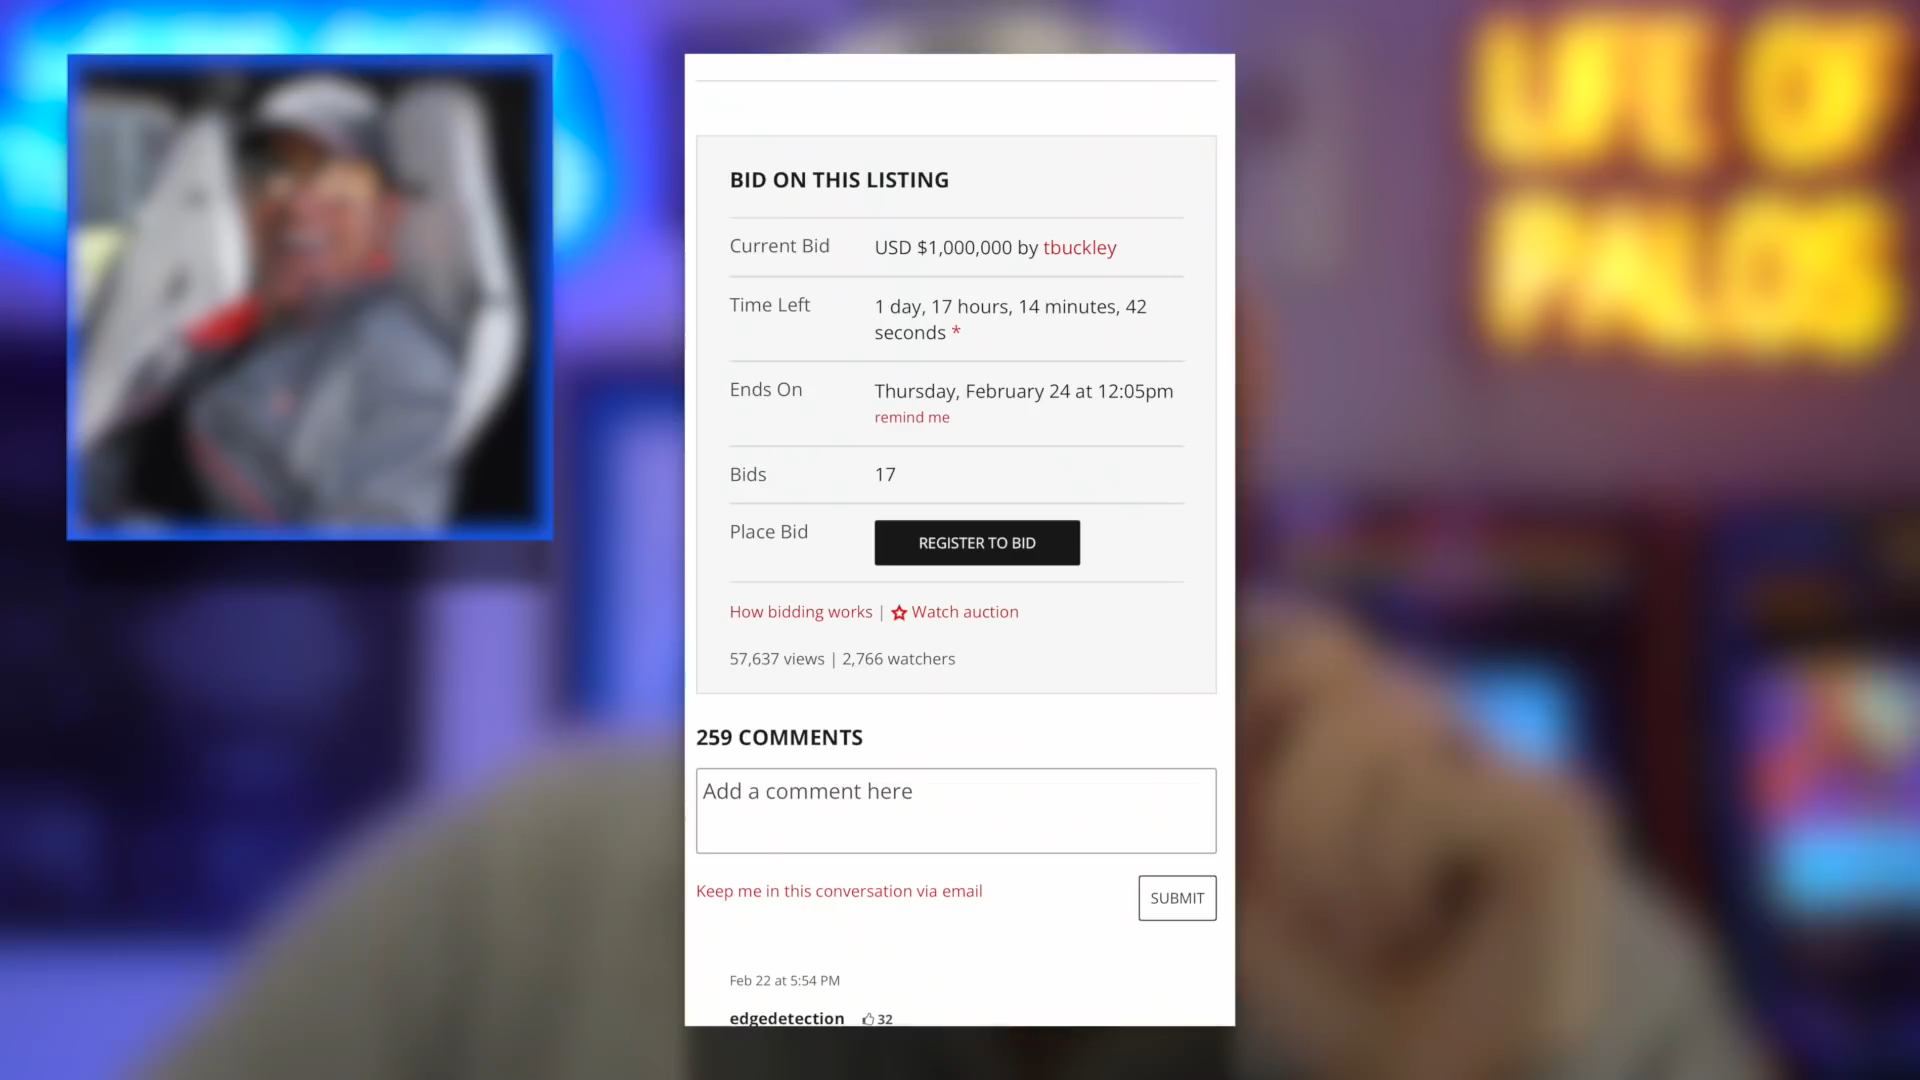 LIFE OF
PALOS
BID ON THIS LISTING
Current Bid
USD $1,000,000 by tbuckley
Time Left
1 day, 17 hours, 14 minutes, 42
seconds *
Ends On
Thursday, February 24 at 12:05pm
remind me
Bids
17
Place Bid
REGISTER TO BID
How bidding works | ☆ Watch auction
57,637 views | 2,766 watchers
259 COMMENTS
Add a comment here
Keep me in this conversation via email
SUBMIT
Feb 22 at 5:54 PM
edgedetection 32